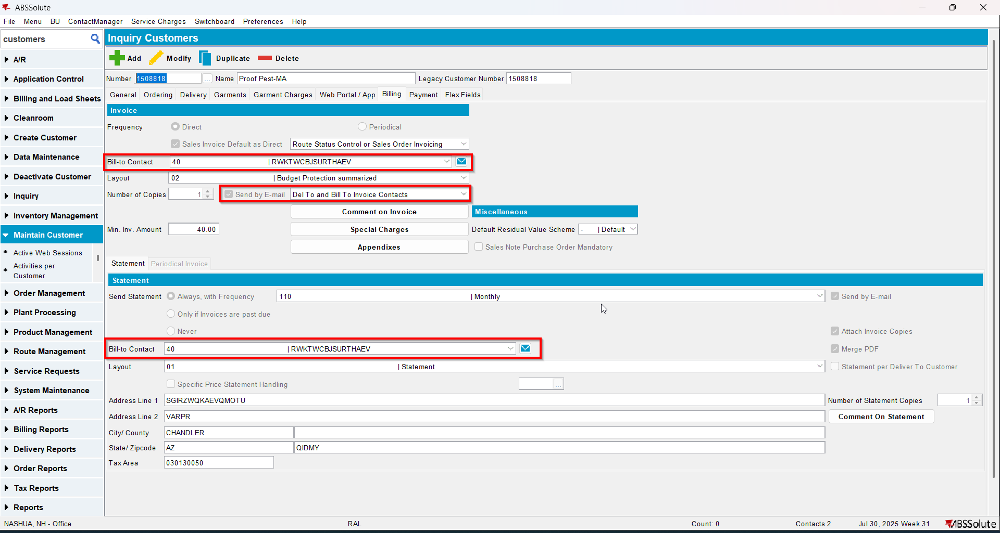 ABSSolute
File Menu BU ContactManager Service Charges Switchboard Preferences Help
customers
Inquiry Customers
Add Modify Duplicate Delete
Number 1508818 ... Name Proof Pest-MA Legacy Customer Number 1508818
General Ordering Delivery Garments Garment Charges Web Portal / App Billing Payment Flex Fields
Invoice
Frequency Direct Periodical
Sales Invoice Default as Direct Route Status Control or Sales Order Invoicing
Bill-to Contact 40 | RWKTWCBJSURTHAEV
Layout 02 | Budget Protection summarized
Number of Copies 1 Send by E-mail Del To and Bill To Invoice Contacts
Comment on Invoice Miscellaneous
Min. Inv. Amount 40.00 Special Charges Default Residual Value Scheme - | Default
Appendixes Sales Note Purchase Order Mandatory
Statement Periodical Invoice
Statement
Send Statement Always, with Frequency 110 | Monthly Send by E-mail
Only if Invoices are past due
Never Attach Invoice Copies
Bill-to Contact 40 | RWKTWCBJSURTHAEV Merge PDF
Layout 01 | Statement Statement per Deliver To Customer
Specific Price Statement Handling ...
Address Line 1 SGIRZWQKAEVQMOTU Number of Statement Copies 1
Address Line 2 VARPR Comment On Statement
City/ County CHANDLER
State/ Zipcode AZ QIDMY
Tax Area 030130050
A/R
Application Control
Billing and Load Sheets
Cleanroom
Create Customer
Data Maintenance
Deactivate Customer
Inquiry
Inventory Management
Maintain Customer
Active Web Sessions
Activities per
Customer
Order Management
Plant Processing
Product Management
Route Management
Service Requests
System Maintenance
A/R Reports
Billing Reports
Delivery Reports
Order Reports
Tax Reports
Reports
NASHUA, NH - Office RAL Count: 0 Contacts 2 Jul 30, 2025 Week 31 ABSSolute